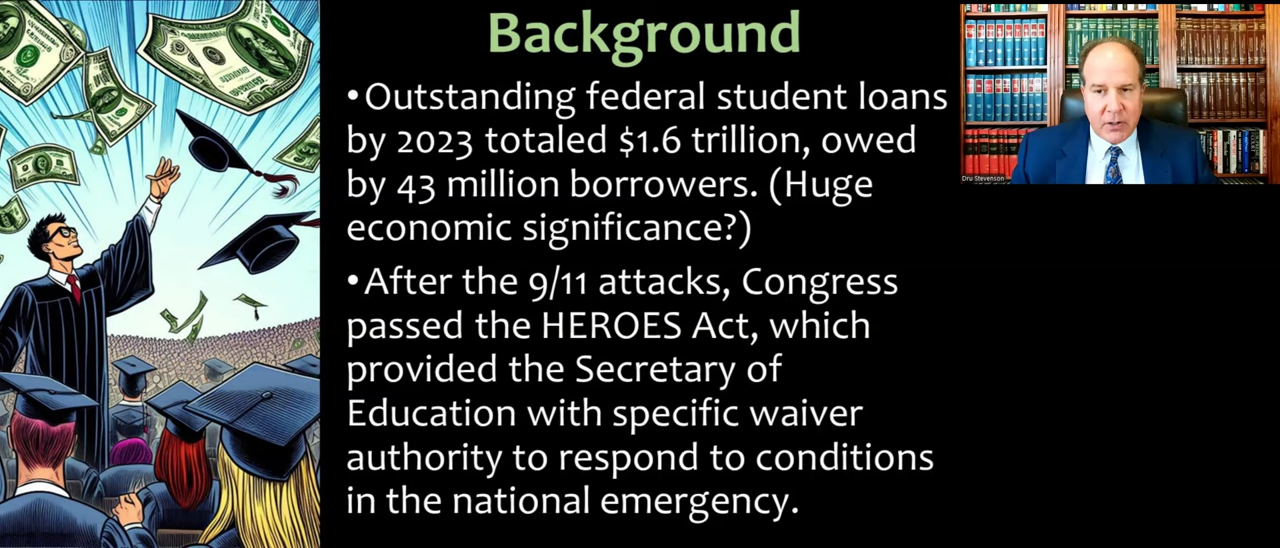 Background
•Outstanding federal student loans
by 2023 totaled $1.6 trillion, owed
by 43 million borrowers. (Huge
economic significance?)
•After the 9/11 attacks, Congress
passed the HEROES Act, which
provided the Secretary of
Education with specific waiver
authority to respond to conditions
in the national emergency.
Dru Stevenson